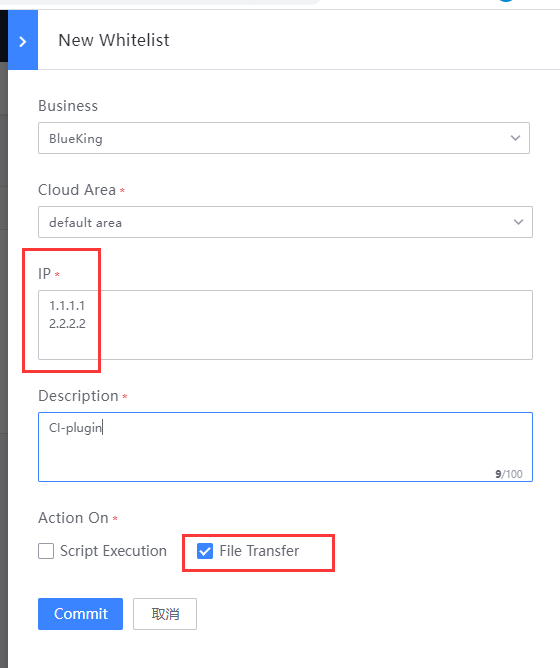 New Whitelist
Business
BlueKing
Cloud Area *
default area
IP *
1.1.1.1
2.2.2.2
Description *
CI-plugin
9/100
Action On *
Script Execution
File Transfer
Commit
取消